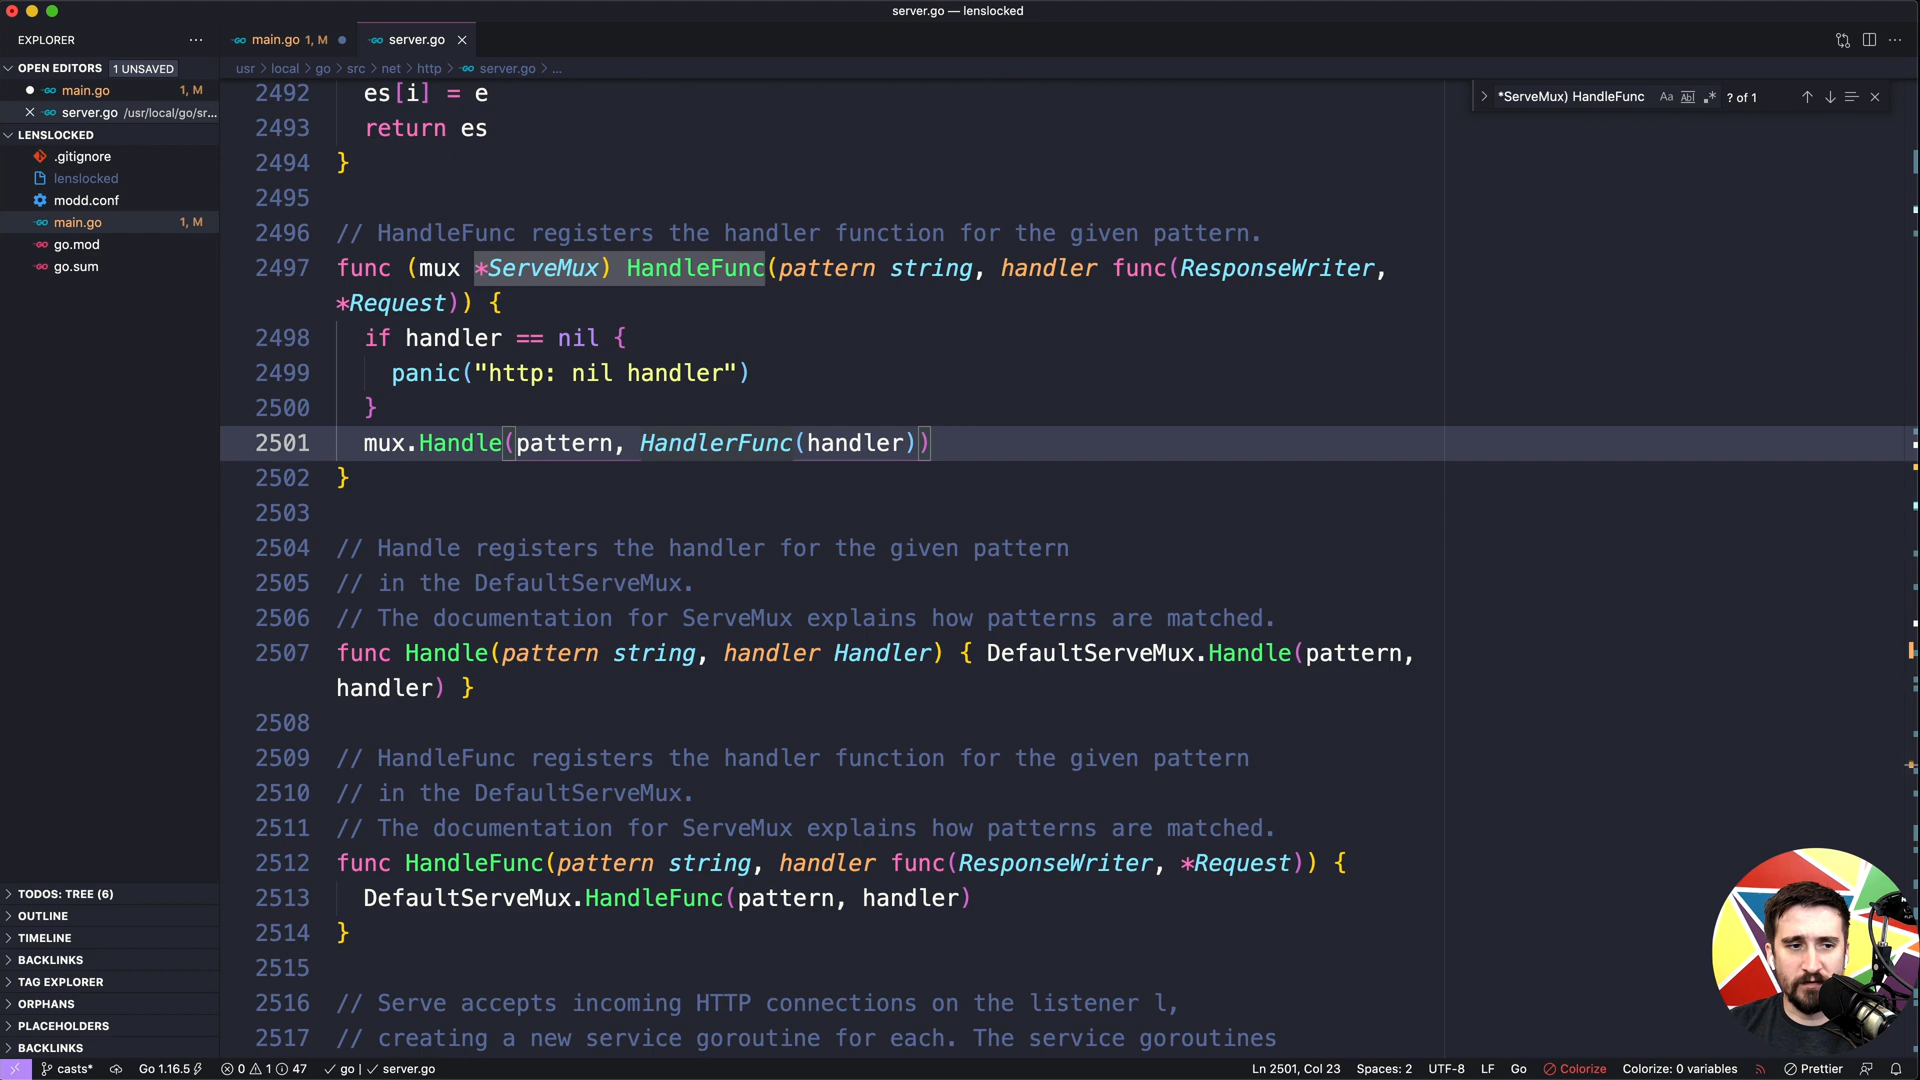 server.go — lenslocked
EXPLORER
main.go 1, M
server.go
OPEN EDITORS 1 UNSAVED
main.go 1, M
server.go /usr/local/go/sr...
LENSLOCKED
.gitignore
lenslocked
modd.conf
main.go 1, M
go.mod
go.sum
TODOS: TREE (6)
OUTLINE
TIMELINE
BACKLINKS
TAG EXPLORER
ORPHANS
PLACEHOLDERS
BACKLINKS
usr > local > go > src > net > http > server.go > ...
*ServeMux) HandleFunc Aa Abl .* ? of 1
2492 es[i] = e
2493 return es
2494 }
2495
2496 // HandleFunc registers the handler function for the given pattern.
2497 func (mux *ServeMux) HandleFunc(pattern string, handler func(ResponseWriter,
*Request)) {
2498 if handler == nil {
2499 panic("http: nil handler")
2500 }
2501 mux.Handle(pattern, HandlerFunc(handler))
2502 }
2503
2504 // Handle registers the handler for the given pattern
2505 // in the DefaultServeMux.
2506 // The documentation for ServeMux explains how patterns are matched.
2507 func Handle(pattern string, handler Handler) { DefaultServeMux.Handle(pattern,
handler) }
2508
2509 // HandleFunc registers the handler function for the given pattern
2510 // in the DefaultServeMux.
2511 // The documentation for ServeMux explains how patterns are matched.
2512 func HandleFunc(pattern string, handler func(ResponseWriter, *Request)) {
2513 DefaultServeMux.HandleFunc(pattern, handler)
2514 }
2515
2516 // Serve accepts incoming HTTP connections on the listener l,
2517 // creating a new service goroutine for each. The service goroutines
casts* Go 1.16.5 0 1 47 go | server.go Ln 2501, Col 23 Spaces: 2 UTF-8 LF Go Colorize Colorize: 0 variables Prettier